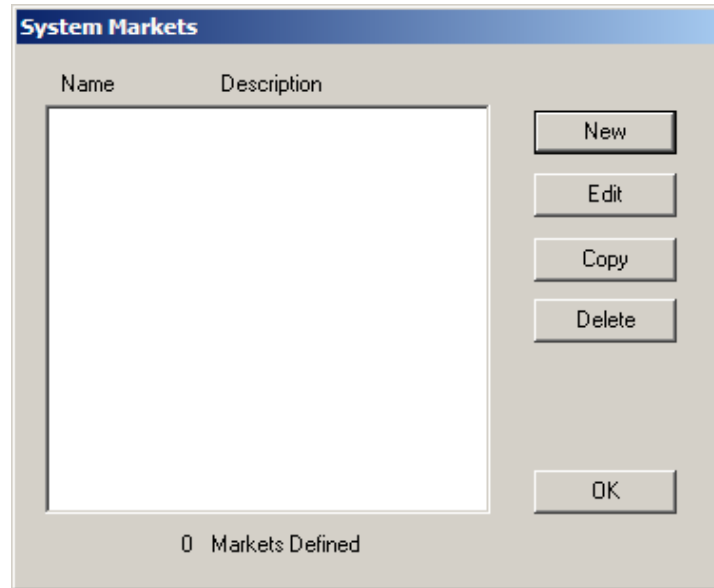 System Markets
Name Description
New
Edit
Copy
Delete
OK
0 Markets Defined